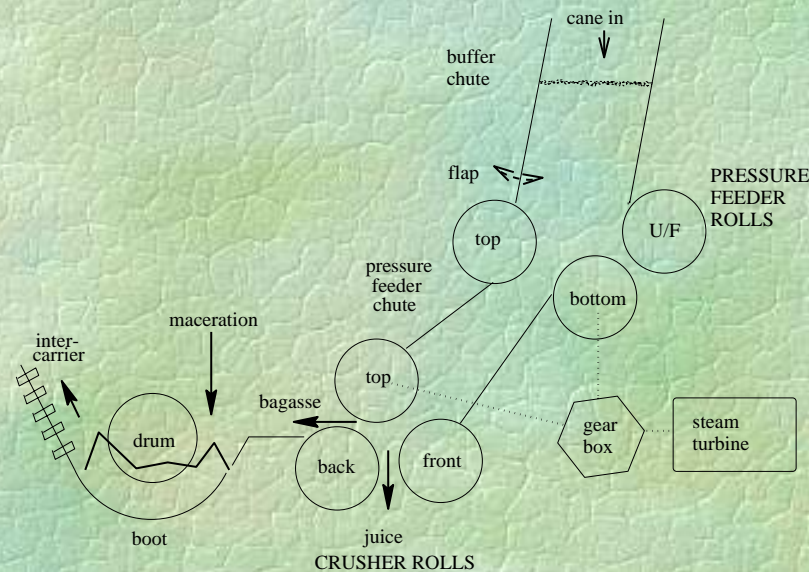 cane in
buffer
chute
flap
PRESSURE
FEEDER
ROLLS
top
U/F
pressure
feeder
chute
bottom
maceration
inter-
carrier
top
bagasse
drum
gear
box
steam
turbine
back
front
boot
juice
CRUSHER ROLLS